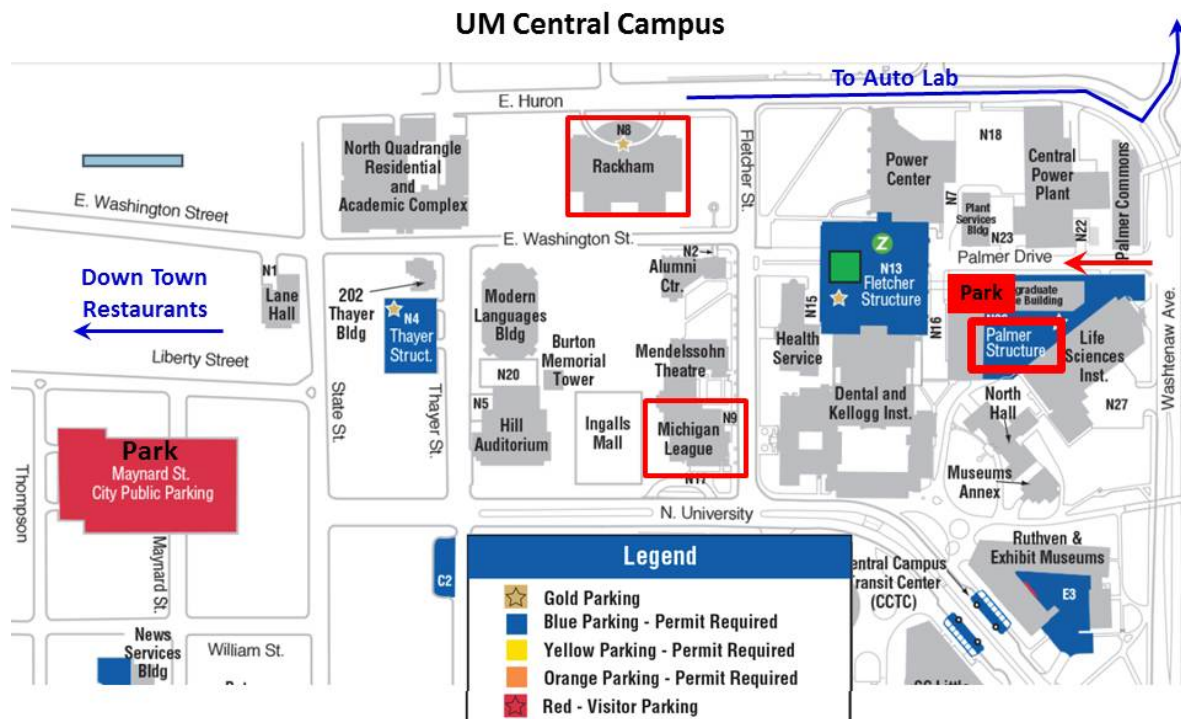 UM Central Campus
To Auto Lab
E. Huron
N8
Rackham
North Quadrangle
Residential
and
Academic Complex
Fletcher St.
Power
Center
N18
Central
Power
Plant
Palmer Commons
N7
Plant
Services
Bldg
N23
N22
E. Washington Street
E. Washington St.
N2
Alumni
Ctr.
Palmer Drive
Down Town
Restaurants
N1
Lane
Hall
202
Thayer
Bldg
N4
Thayer
Struct.
Modern
Languages
Bldg
Burton
Memorial
Tower
Mendelssohn
Theatre
N15
Health
Service
Z
N13
Fletcher
Structure
N16
Park
Palmer
Structure
Life
Sciences
Inst.
Washtenaw Ave.
Liberty Street
State St.
Thayer St.
N20
N5
Hill
Auditorium
Ingalls
Mall
N9
Michigan
League
N17
Dental and
Kellogg Inst.
North
Hall
N27
Museums
Annex
Park
Maynard St.
City Public Parking
Thompson
Maynard St.
N. University
Ruthven &
Exhibit Museums
E3
Central Campus
Transit Center
(CCTC)
C2
News
Services
Bldg
William St.
Legend
Gold Parking
Blue Parking - Permit Required
Yellow Parking - Permit Required
Orange Parking - Permit Required
Red - Visitor Parking